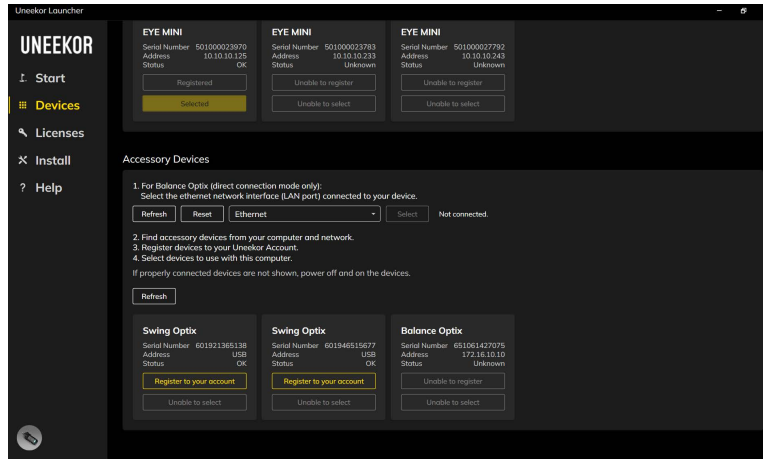 Uneekor Launcher
UNEEKOR
Start
Devices
Licenses
Install
Help
EYE MINI
Serial Number 501000023970
Address 10.10.10.125
Status OK
Registered
Selected
EYE MINI
Serial Number 501000023783
Address 10.10.10.233
Status Unknown
Unable to register
Unable to select
EYE MINI
Serial Number 501000027792
Address 10.10.10.243
Status Unknown
Unable to register
Unable to select
Accessory Devices
1. For Balance Optix (direct connection mode only):
Select the ethernet network interface (LAN port) connected to your device.
Refresh Reset Ethernet Select Not connected.
2. Find accessory devices from your computer and network.
3. Register devices to your Uneekor Account.
4. Select devices to use with this computer.
If properly connected devices are not shown, power off and on the devices.
Refresh
Swing Optix
Serial Number 601921365138
Address USB
Status OK
Register to your account
Unable to select
Swing Optix
Serial Number 601946515677
Address USB
Status OK
Register to your account
Unable to select
Balance Optix
Serial Number 651061427075
Address 172.16.10.10
Status Unknown
Unable to register
Unable to select